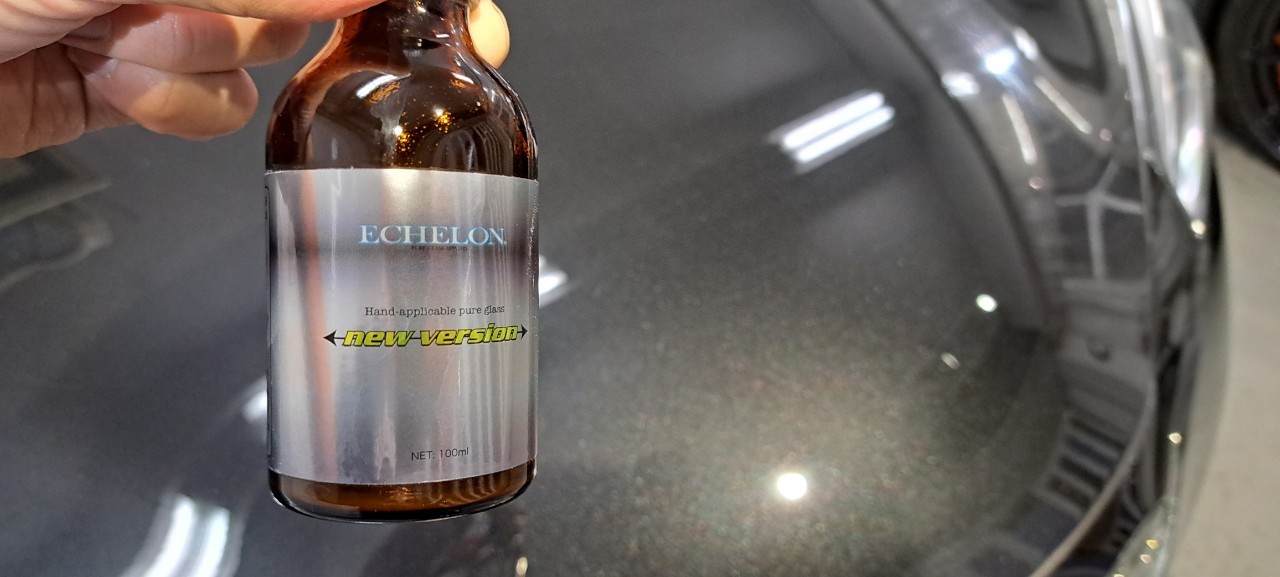 ECHELON
Hand-applicable pure glass
new version
NET: 100ml